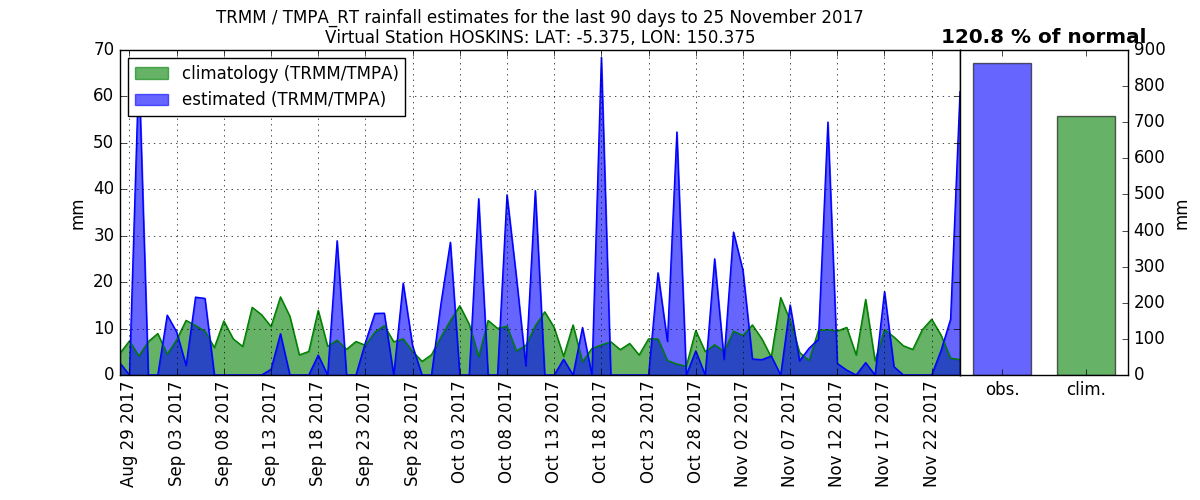 TRMM / TMPA_RT rainfall estimates for the last 90 days to 25 November 2017
Virtual Station HOSKINS: LAT: -5.375, LON: 150.375
120.8 % of normal
climatology (TRMM/TMPA)
estimated (TRMM/TMPA)
mm
70
60
50
40
30
20
10
0
Aug 29 2017
Sep 03 2017
Sep 08 2017
Sep 13 2017
Sep 18 2017
Sep 23 2017
Sep 28 2017
Oct 03 2017
Oct 08 2017
Oct 13 2017
Oct 18 2017
Oct 23 2017
Oct 28 2017
Nov 02 2017
Nov 07 2017
Nov 12 2017
Nov 17 2017
Nov 22 2017
obs.
clim.
900
800
700
600
500
400
300
200
100
0
mm